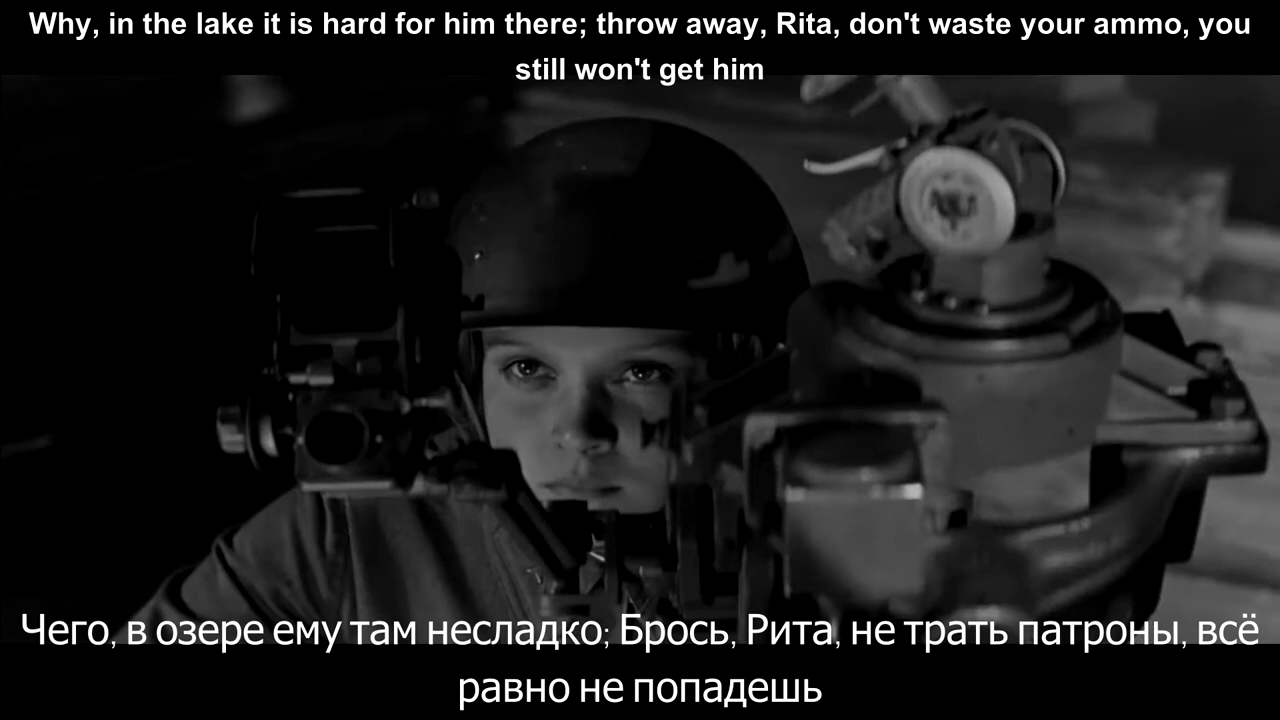 Why, in the lake it is hard for him there; throw away, Rita, don't waste your ammo, you
still won't get him
Чего, в озере ему там несладко; Брось, Рита, не трать патроны, всё
равно не попадешь